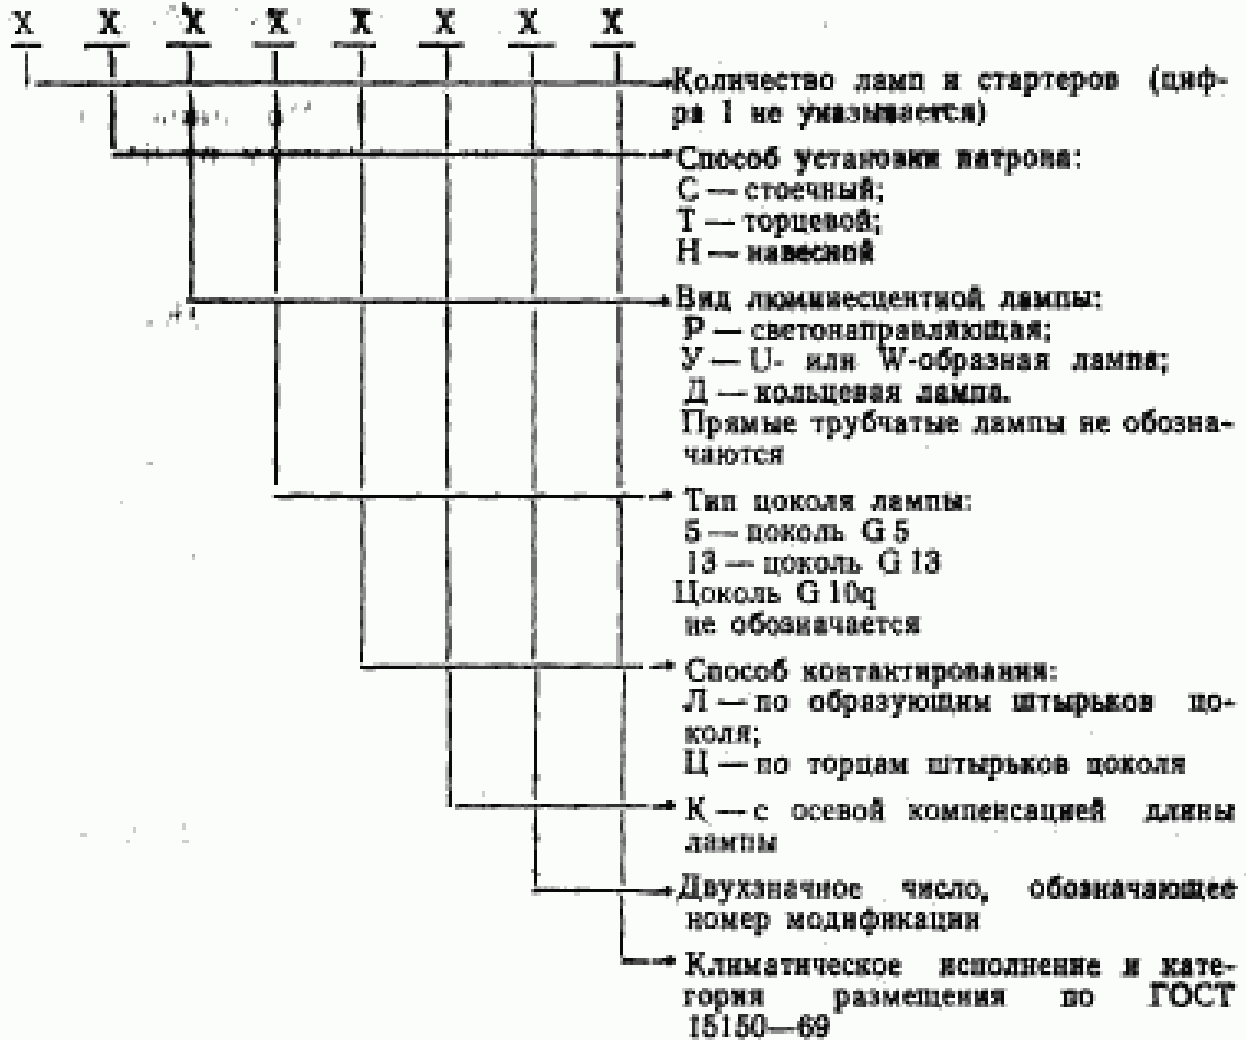 X X X X X X X X
Количество ламп и стартеров (циф-
ра 1 не указывается)
Способ установки патрона:
С — стоечный;
Т — торцевой;
Н — навесной
Вид люминесцентной лампы:
Р — светонаправляющая;
У — U- или W-образная лампа;
Д — кольцевая лампа.
Прямые трубчатые лампы не обозна-
чаются
Тип цоколя лампы:
5 — цоколь G 5
13 — цоколь G 13
Цоколь G 10q
не обозначается
Способ контактирования:
Л — по образующим штырьков цо-
коля;
Ц — по торцам штырьков цоколя
К — с осевой компенсацией длины
лампы
Двухзначное число, обозначающее
номер модификации
Климатическое исполнение и кате-
гория размещения по ГОСТ
15150—69